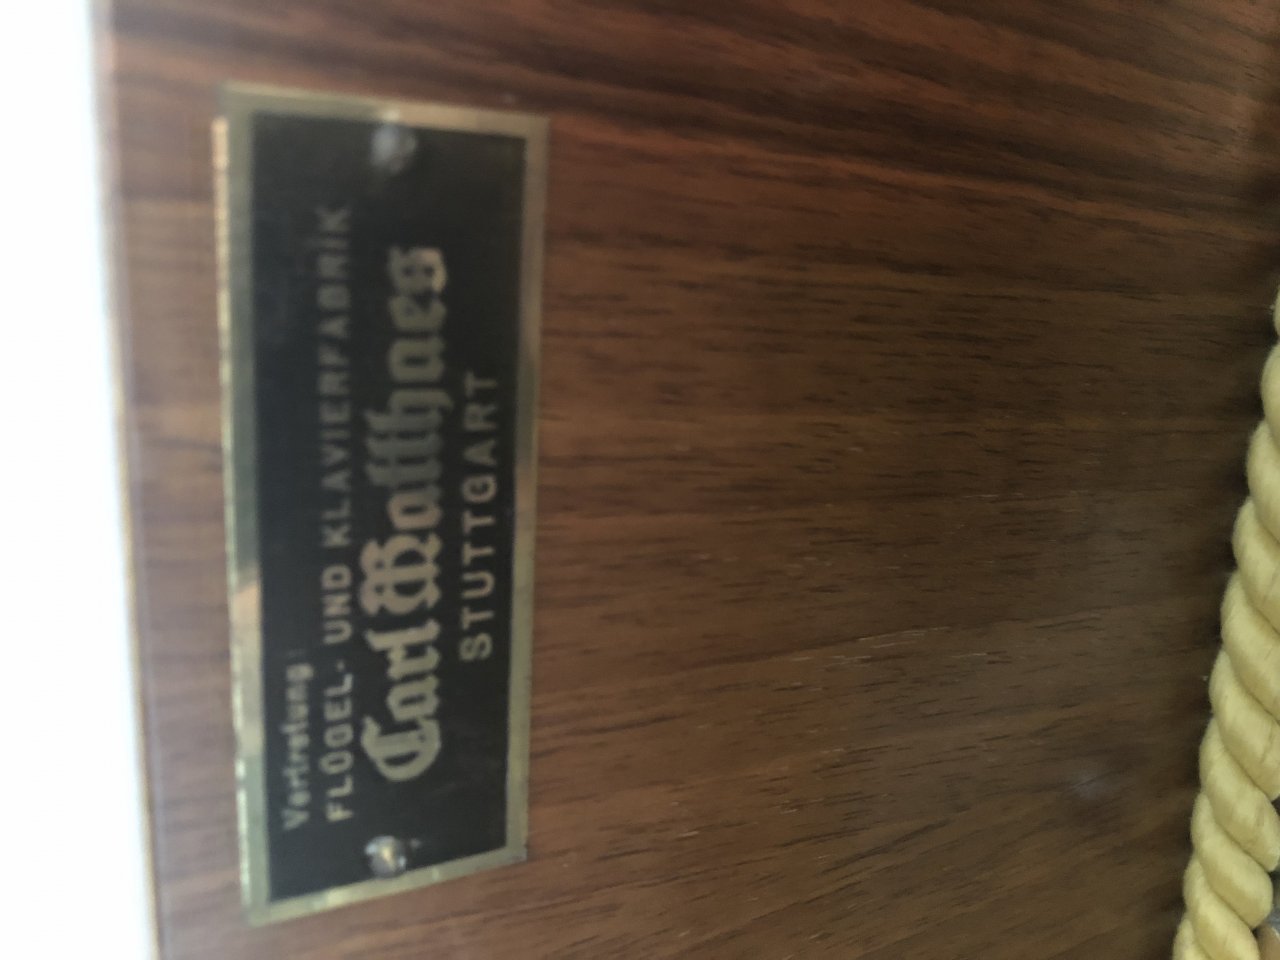 Vertretung:
FLÜGEL- UND KLAVIERFABRIK
Carl Matthaes
STUTTGART